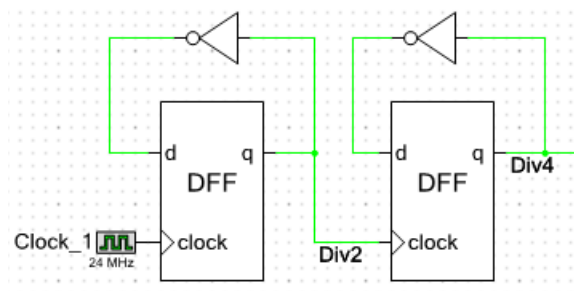 d q
DFF
clock
Clock_1
24 MHz
Div2
d q
DFF
clock
Div4